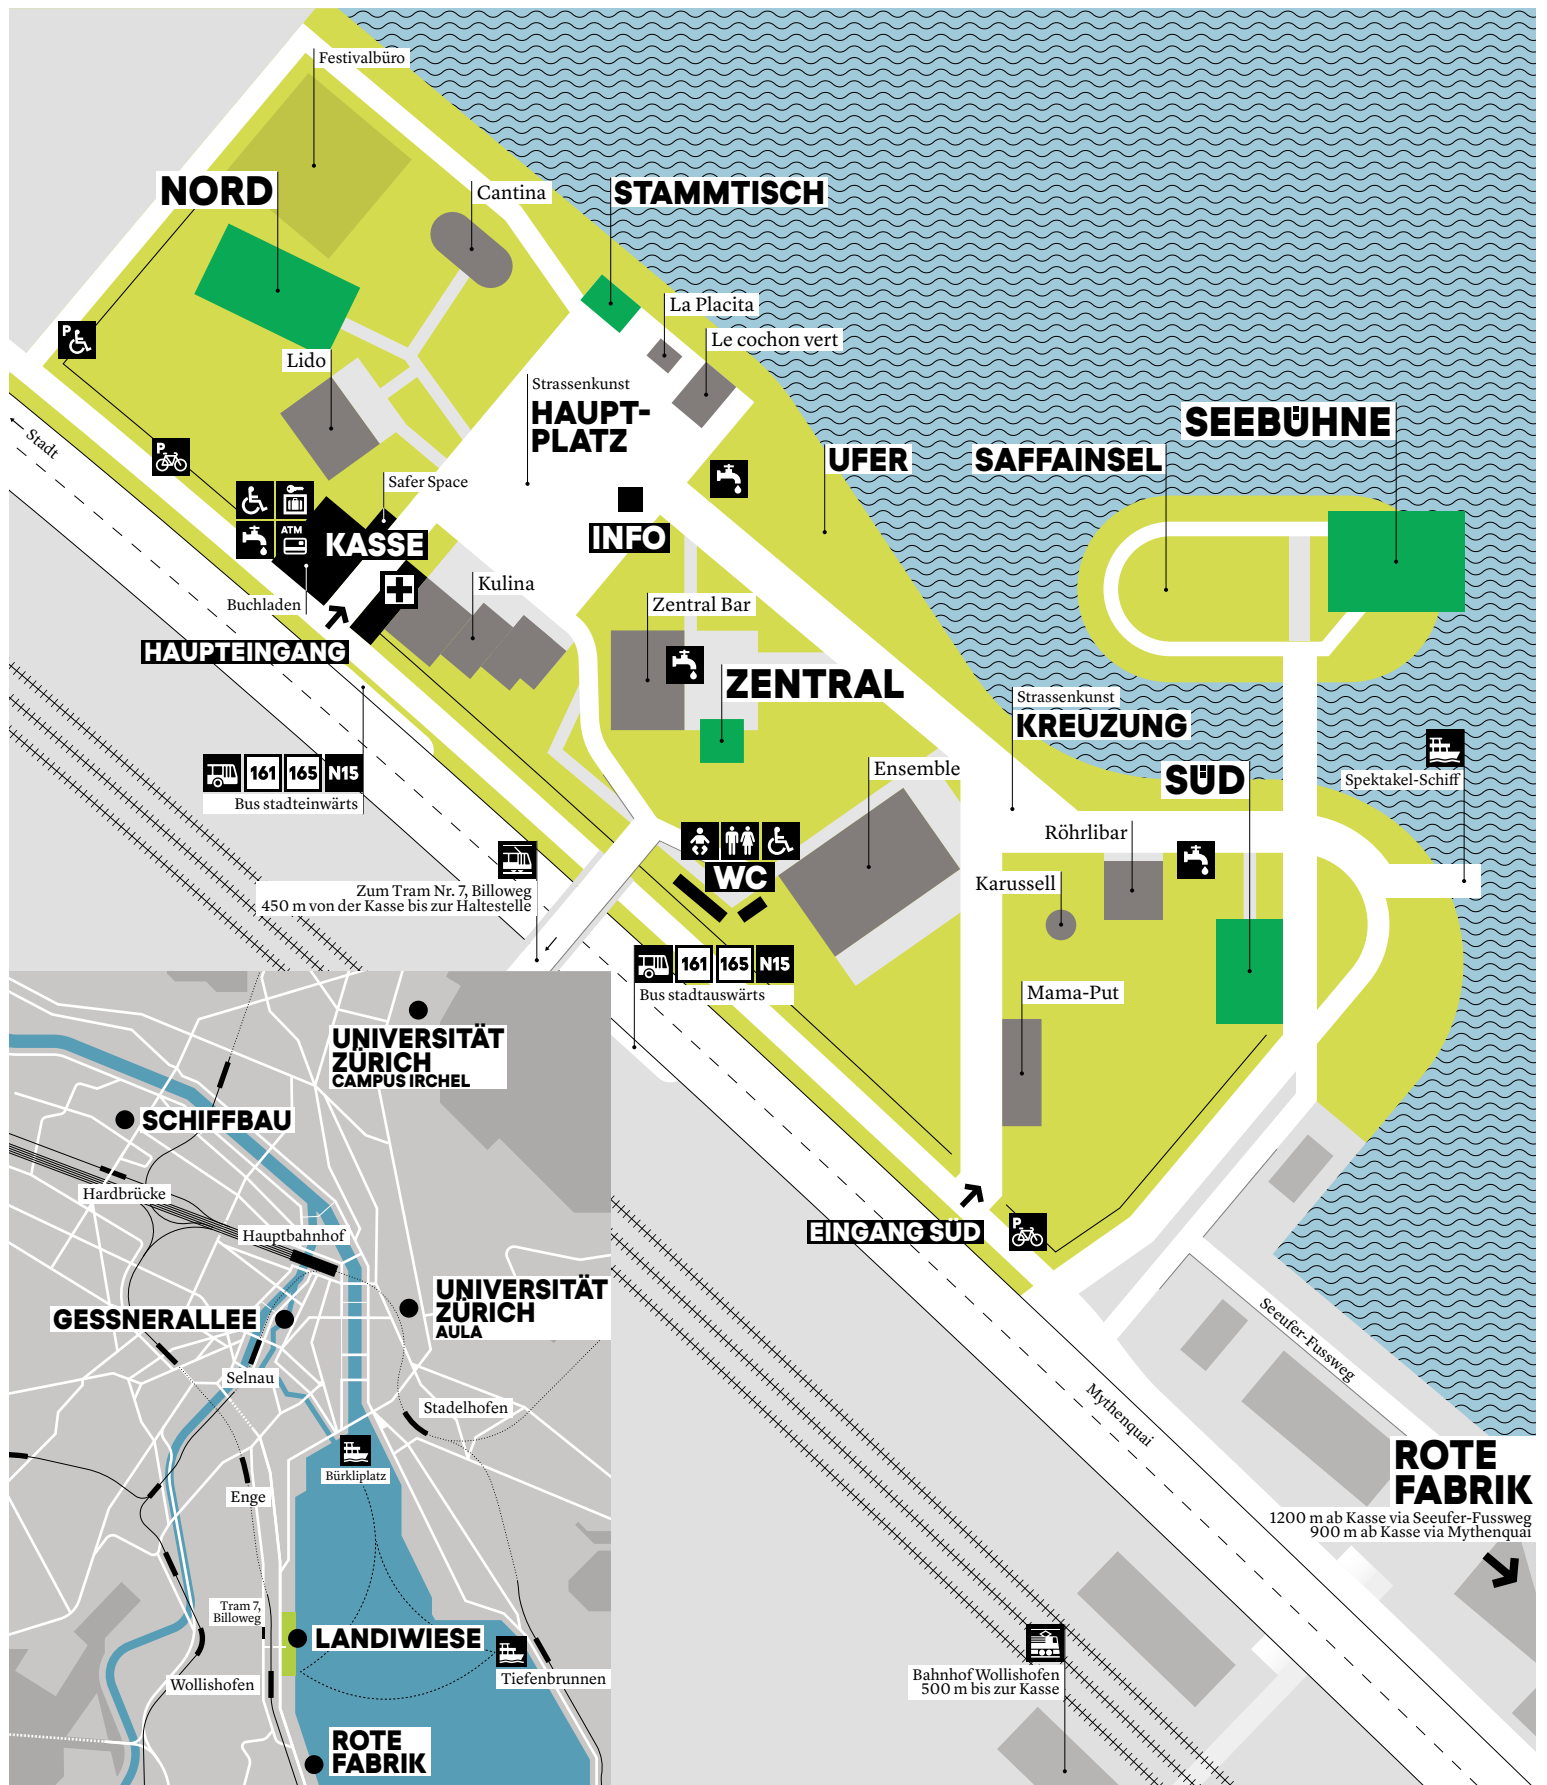 Festivalbüro
NORD
Cantina
STAMMTISCH
La Placita
Le cochon vert
Lido
Strassenkunst
HAUPT-
PLATZ
P
Stadt
P
Safer Space
UFER
SAFFAINSEL
SEEBÜHNE
ATM
KASSE
INFO
Buchladen
Kulina
Zentral Bar
HAUPTEINGANG
ZENTRAL
Strassenkunst
KREUZUNG
SÜD
Spektakel-Schiff
161 165 N15
Bus stadteinwärts
Ensemble
Röhrlibar
Karussell
WC
Zum Tram Nr. 7, Billoweg
450 m von der Kasse bis zur Haltestelle
161 165 N15
Bus stadtauswärts
Mama-Put
EINGANG SÜD
P
Seeufer-Fussweg
Mythenquai
ROTE
FABRIK
1200 m ab Kasse via Seeufer-Fussweg
900 m ab Kasse via Mythenquai
Bahnhof Wollishofen
500 m bis zur Kasse
UNIVERSITÄT
ZÜRICH
CAMPUS IRCHEL
SCHIFFBAU
Hardbrücke
Hauptbahnhof
UNIVERSITÄT
ZÜRICH
AULA
GESSNERALLEE
Selnau
Stadelhofen
Bürkliplatz
Enge
Tram 7,
Billoweg
LANDIWIESE
Tiefenbrunnen
Wollishofen
ROTE
FABRIK